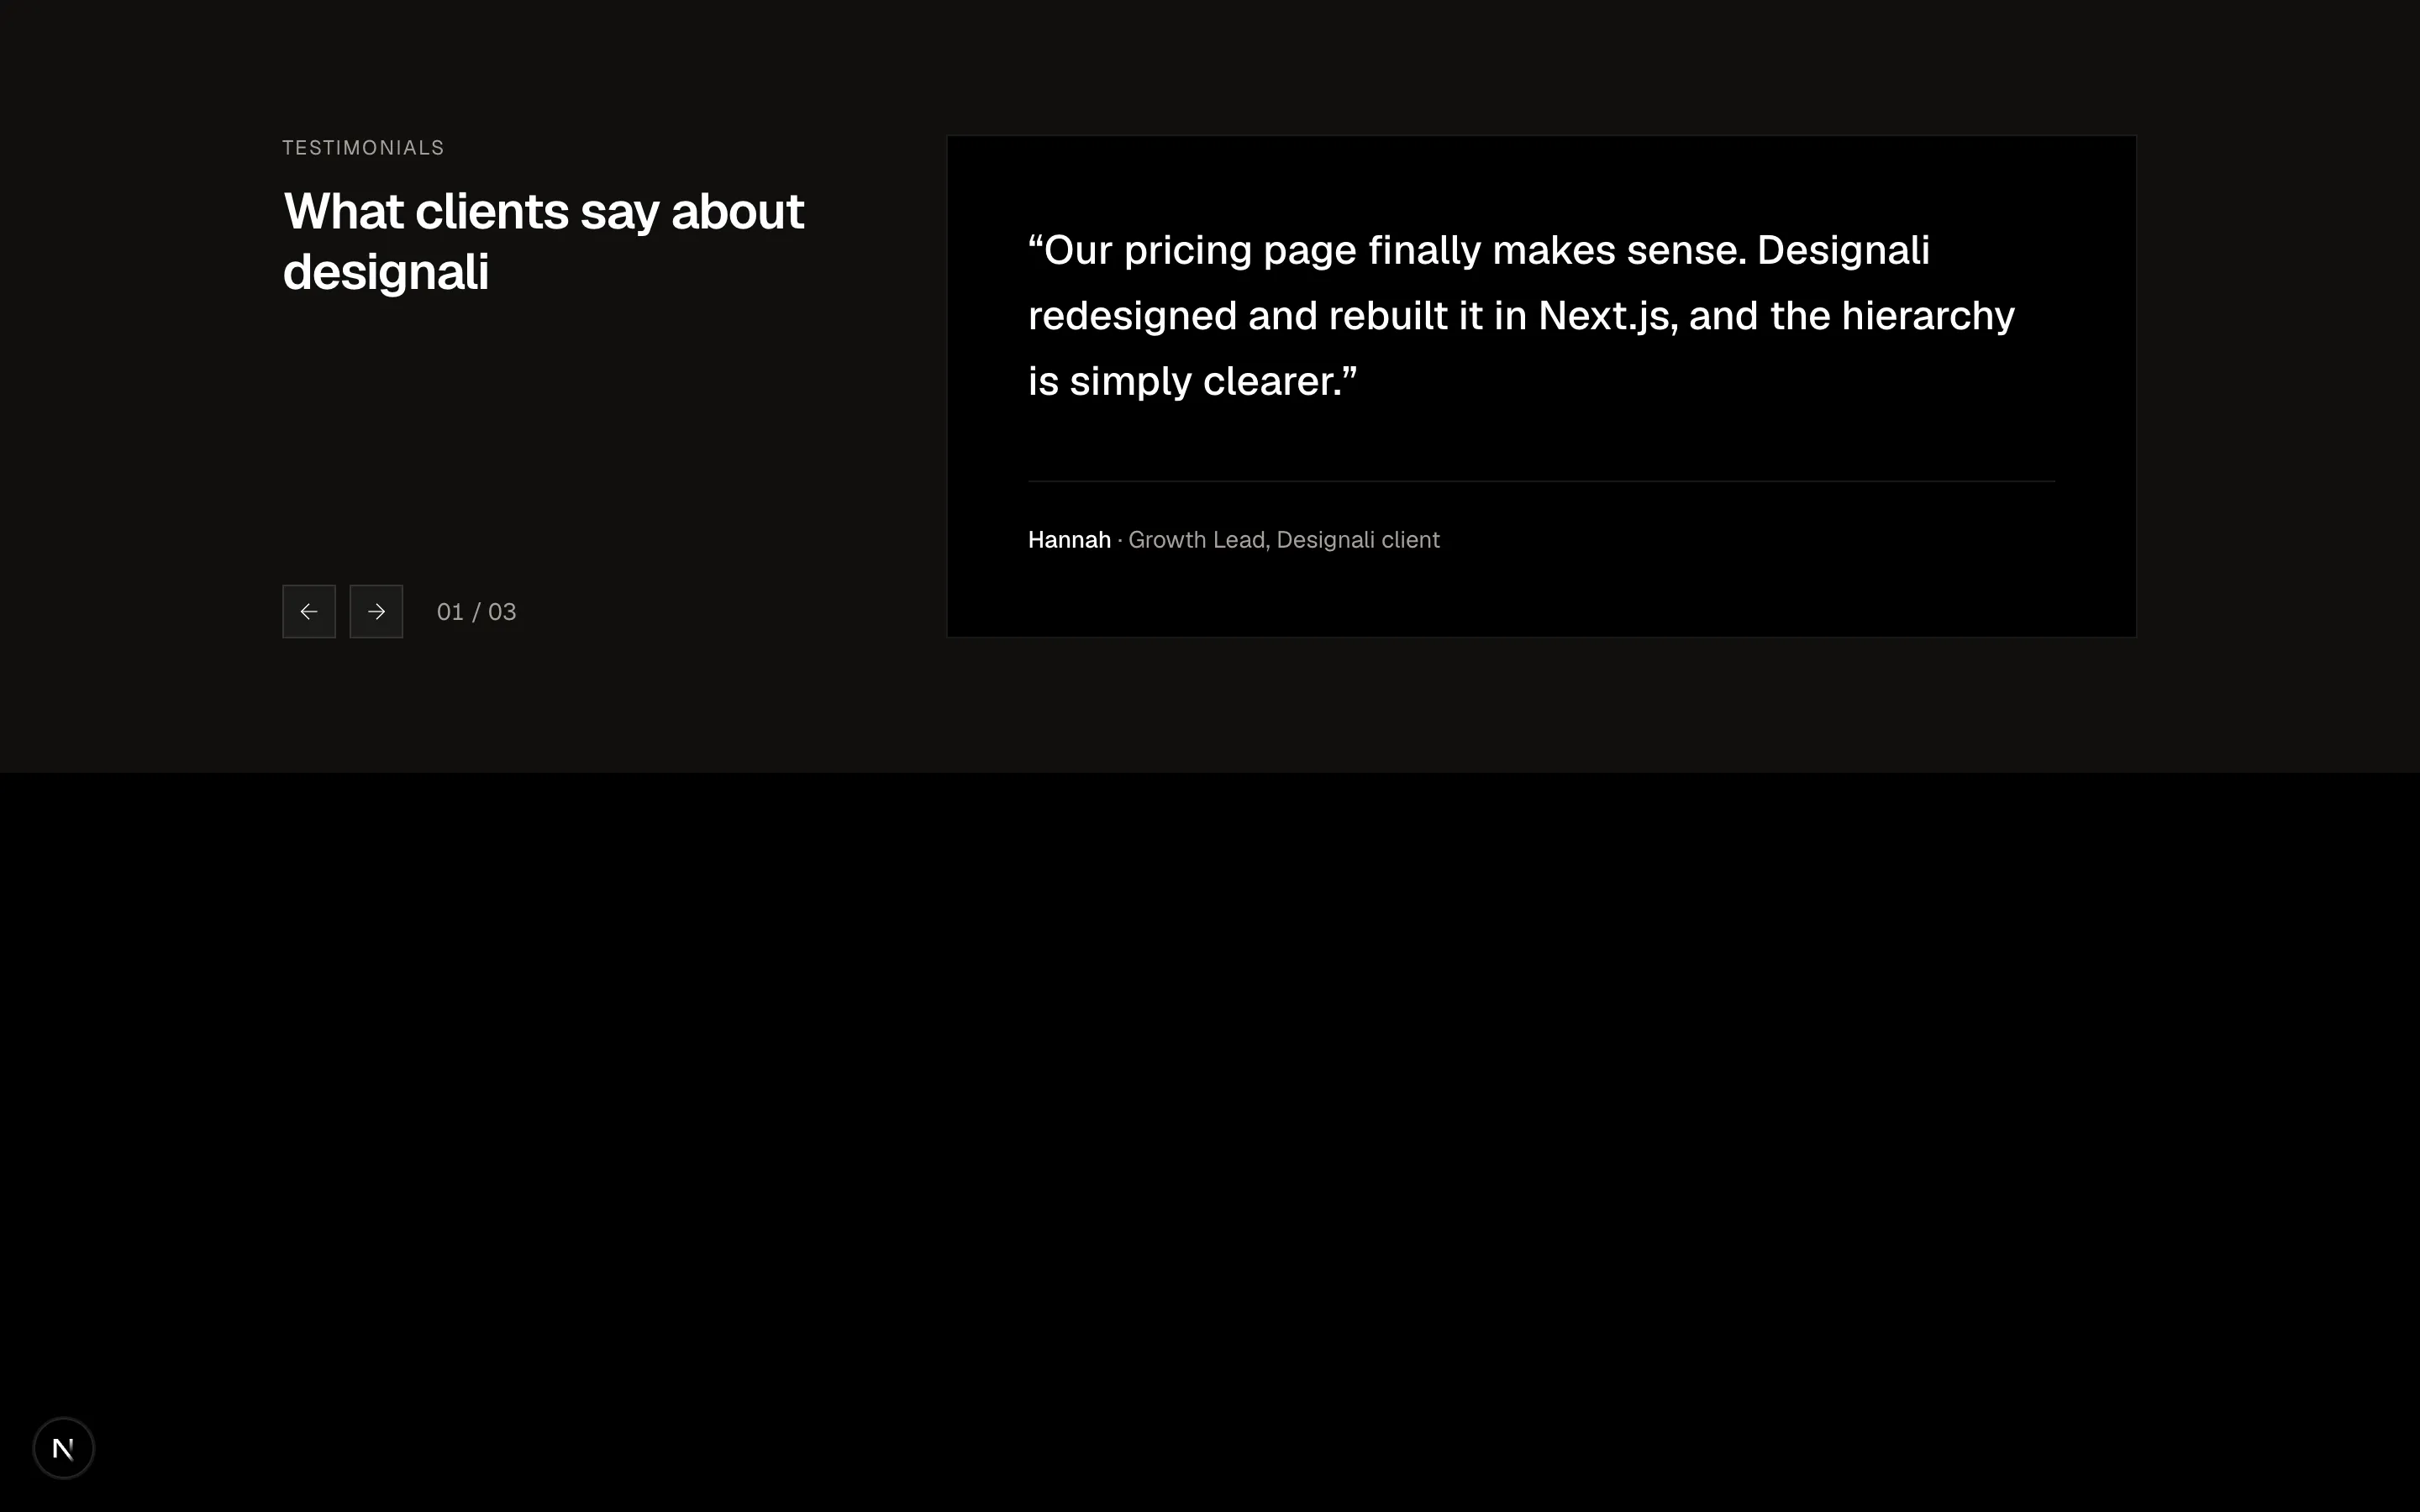 TESTIMONIALS
What clients say about
designali
“Our pricing page finally makes sense. Designali
redesigned and rebuilt it in Next.js, and the hierarchy
is simply clearer.”
Hannah · Growth Lead, Designali client
← → 01 / 03
N